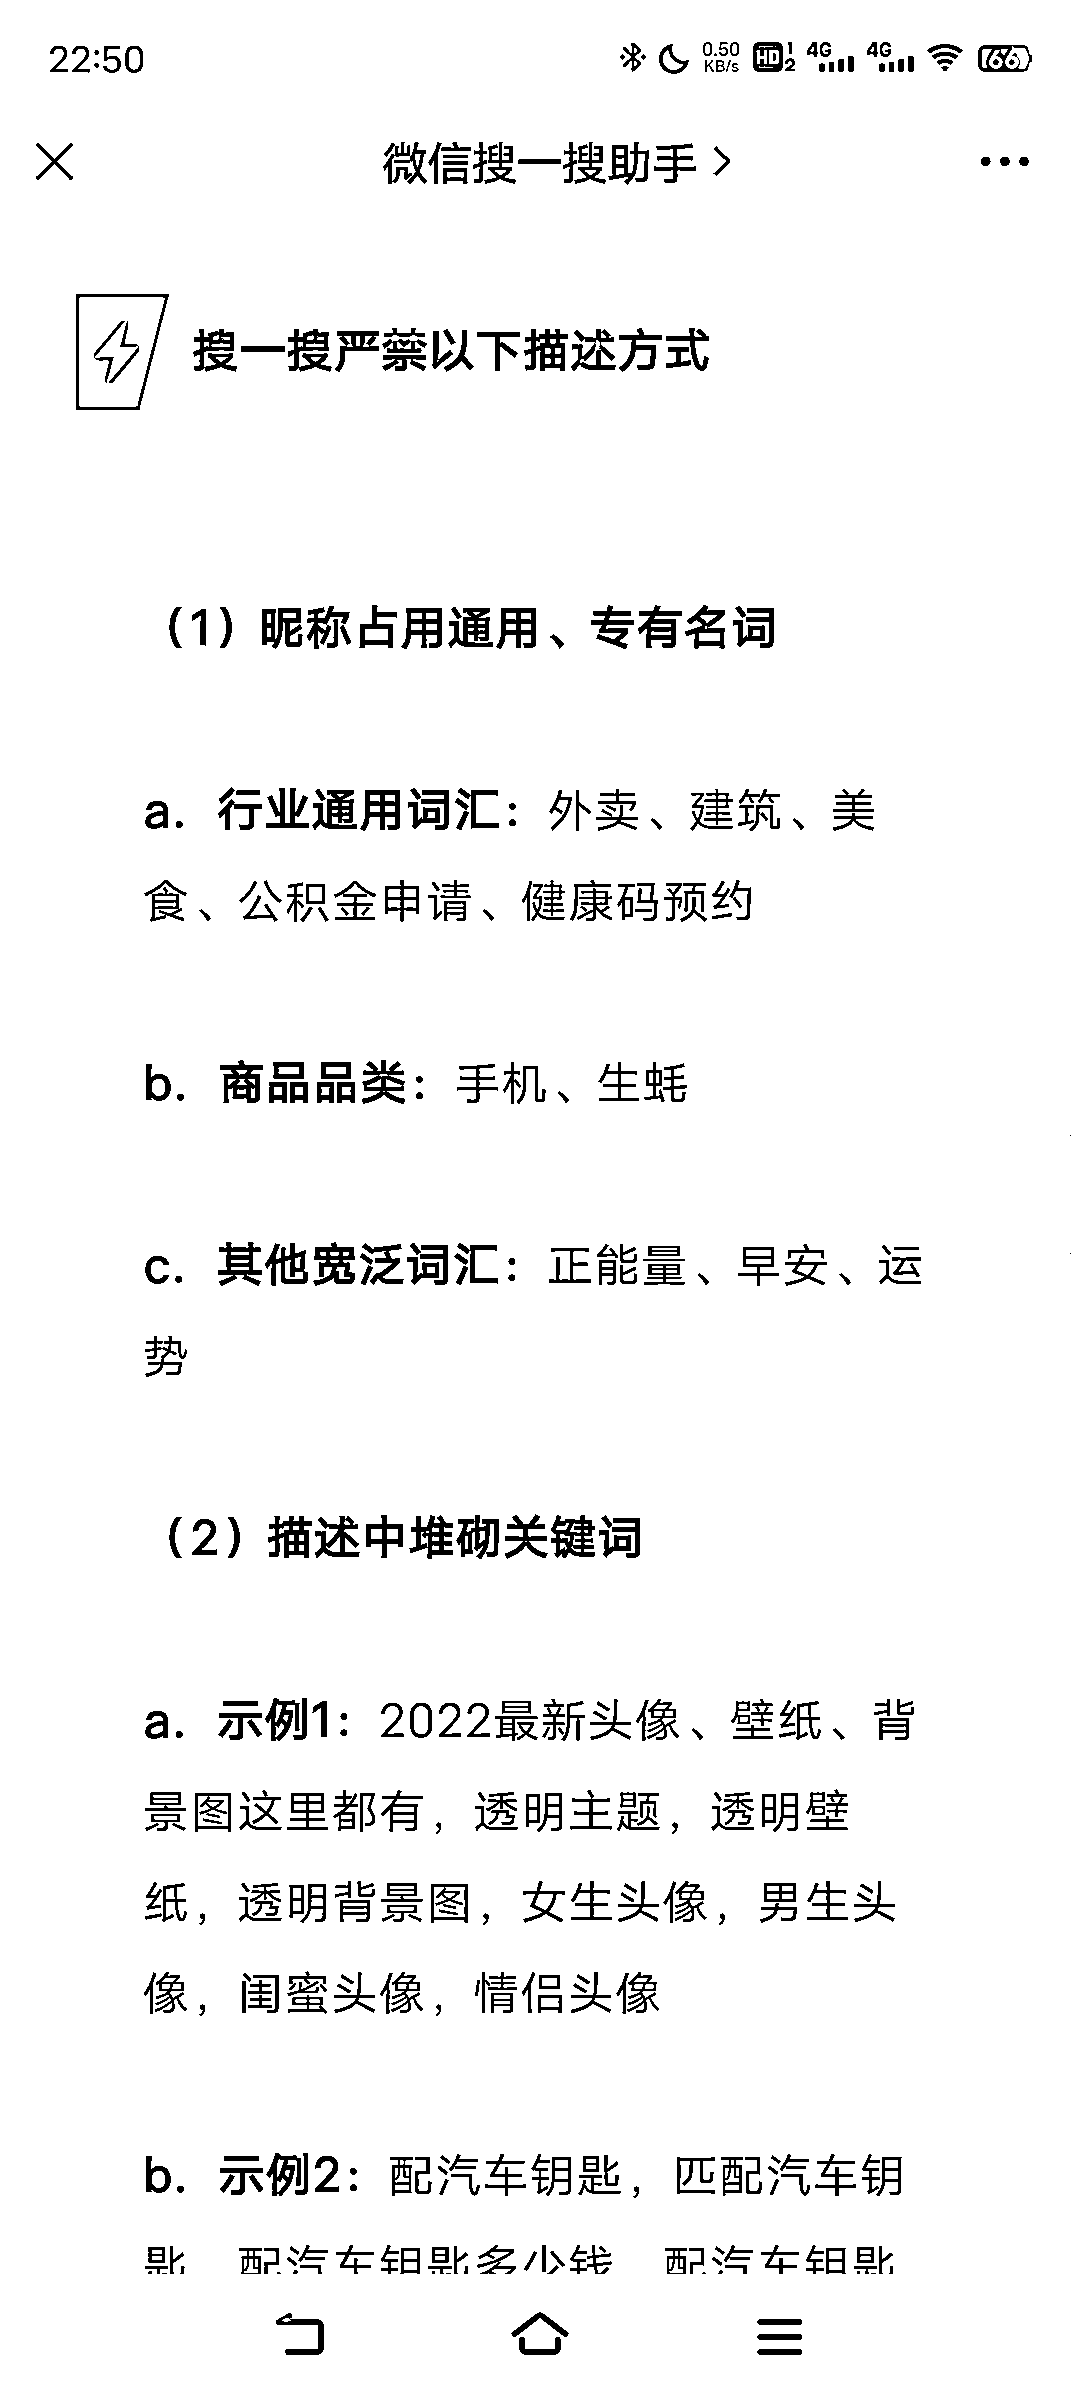 22:50
0.50
KB/s
HD 1
2
4G
4G
66
微信搜一搜助手
搜一搜严禁以下描述方式
（1）昵称占用通用、专有名词
a. 行业通用词汇：外卖、建筑、美
食、公积金申请、健康码预约
b. 商品品类：手机、生蚝
c. 其他宽泛词汇：正能量、早安、运
势
（2）描述中堆砌关键词
a. 示例1：2022最新头像、壁纸、背
景图这里都有，透明主题，透明壁
纸，透明背景图，女生头像，男生头
像，闺蜜头像，情侣头像
b. 示例2：配汽车钥匙，匹配汽车钥
匙，配汽车钥匙多少钱，配汽车钥匙